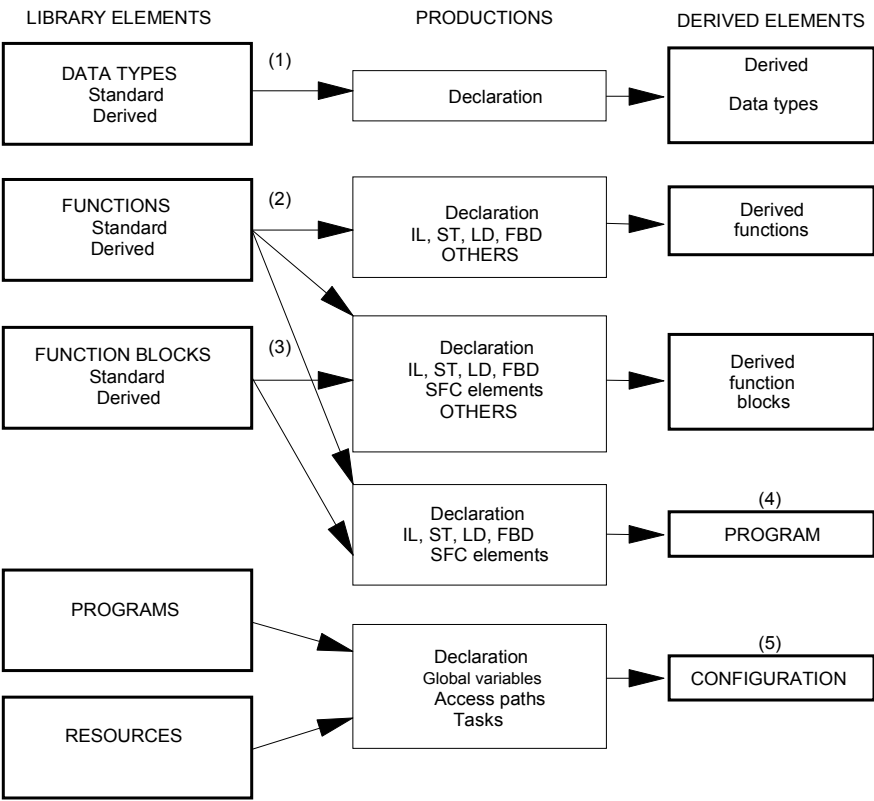 LIBRARY ELEMENTS
PRODUCTIONS
DERIVED ELEMENTS
DATA TYPES
Standard
Derived
(1)
Declaration
Derived
Data types
FUNCTIONS
Standard
Derived
(2)
Declaration
IL, ST, LD, FBD
OTHERS
Derived
functions
FUNCTION BLOCKS
Standard
Derived
(3)
Declaration
IL, ST, LD, FBD
SFC elements
OTHERS
Derived
function
blocks
Declaration
IL, ST, LD, FBD
SFC elements
(4)
PROGRAM
PROGRAMS
Declaration
Global variables
Access paths
Tasks
(5)
CONFIGURATION
RESOURCES